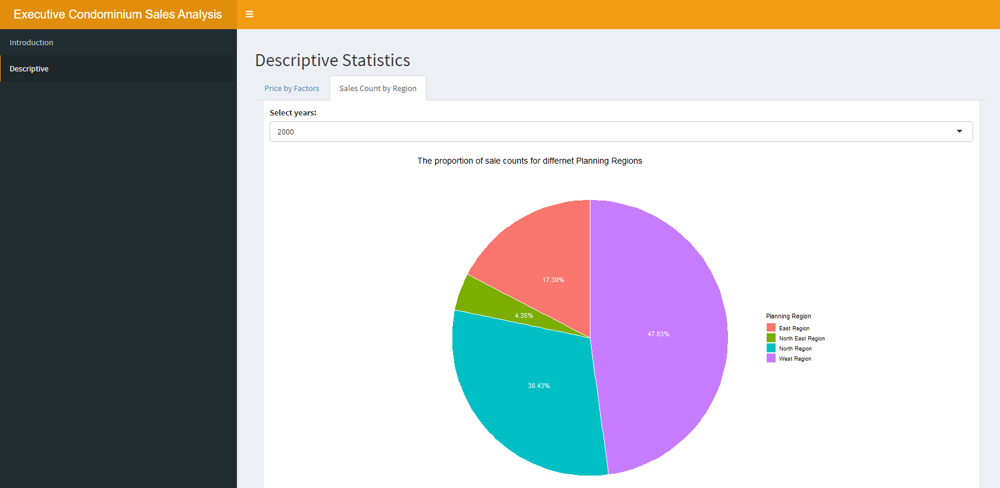 Executive Condominium Sales Analysis
Introduction
Descriptive
Descriptive Statistics
Price by Factors
Sales Count by Region
Select years:
2000
The proportion of sale counts for differnet Planning Regions
17.39%
4.35%
47.83%
30.43%
Planning Region
East Region
North East Region
North Region
West Region